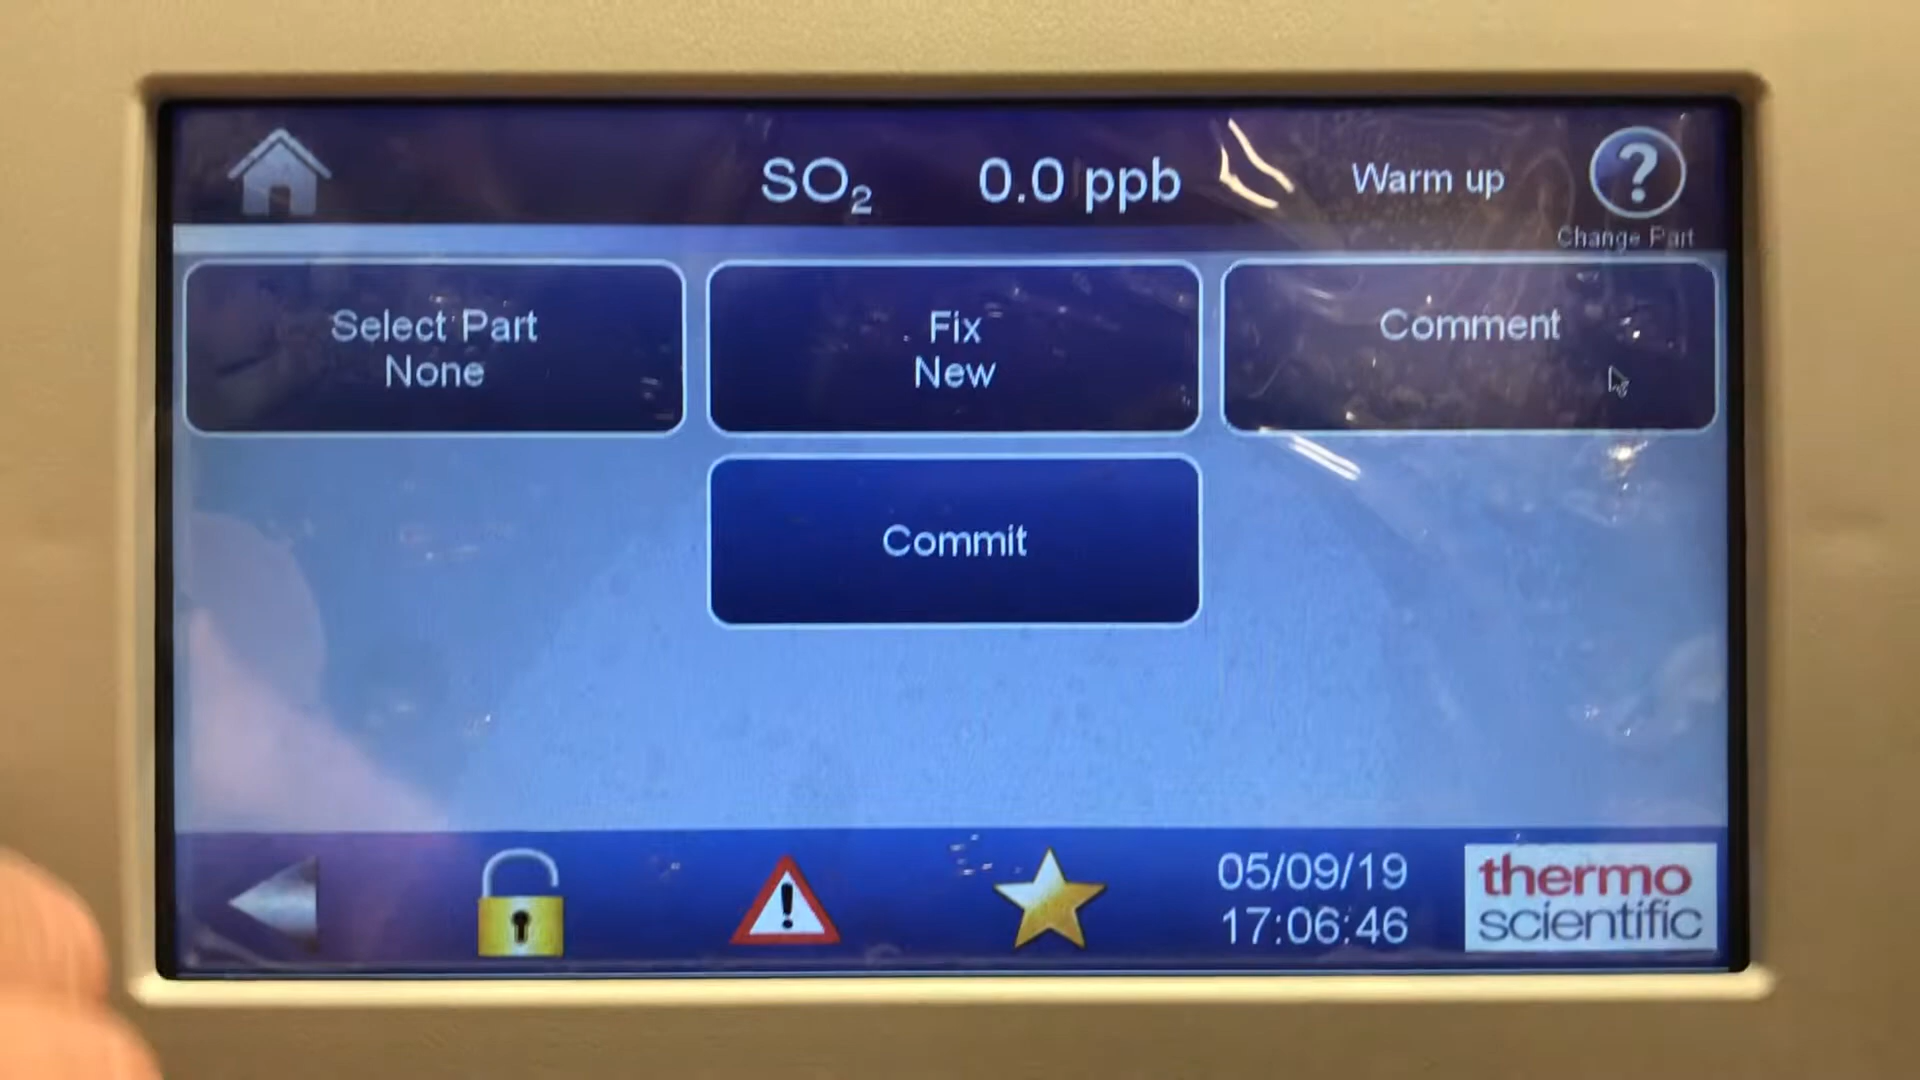 SO₂ 0.0 ppb Warm up ?
Change Part
Select Part
None
Fix
New
Comment
Commit
05/09/19
17:06:46
thermo
scientific